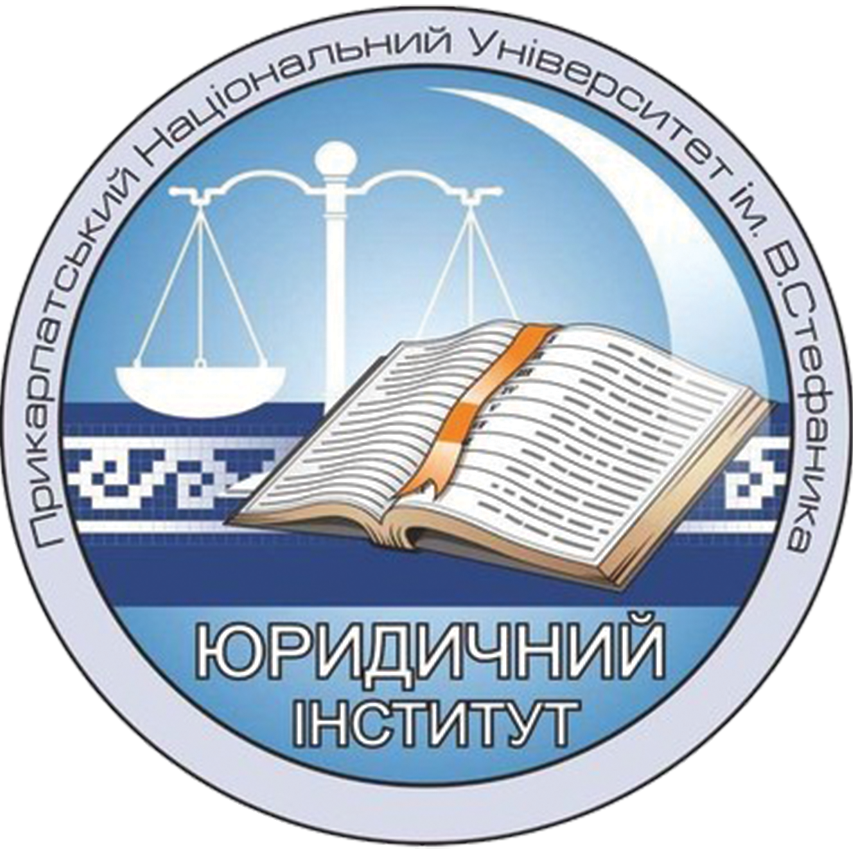 Прикарпатський Національний Університет ім. В.Стефаника
ЮРИДИЧНИЙ
ІНСТИТУТ